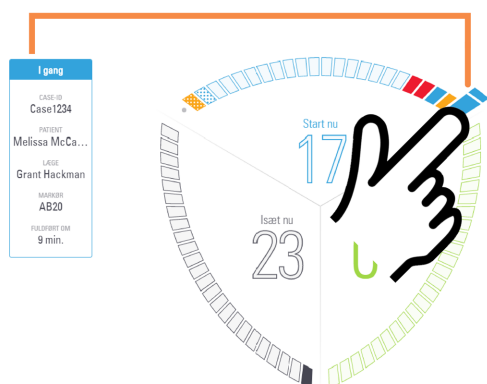 I gang
CASE-ID
Case1234
PATIENT
Melissa McCa...
LÆGE
Grant Hackman
MARKØR
AB20
FULDFØRT OM
9 min.
Start nu
17
Isæt nu
23